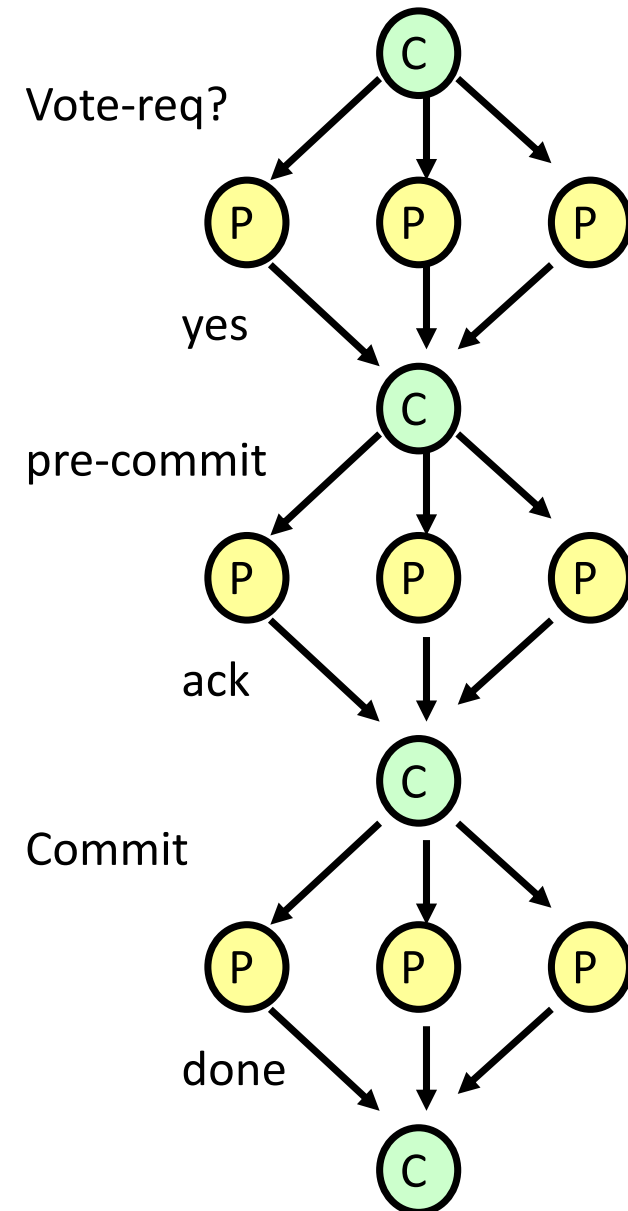 C
Vote-req?
P P P
yes
C
pre-commit
P P P
ack
C
Commit
P P P
done
C